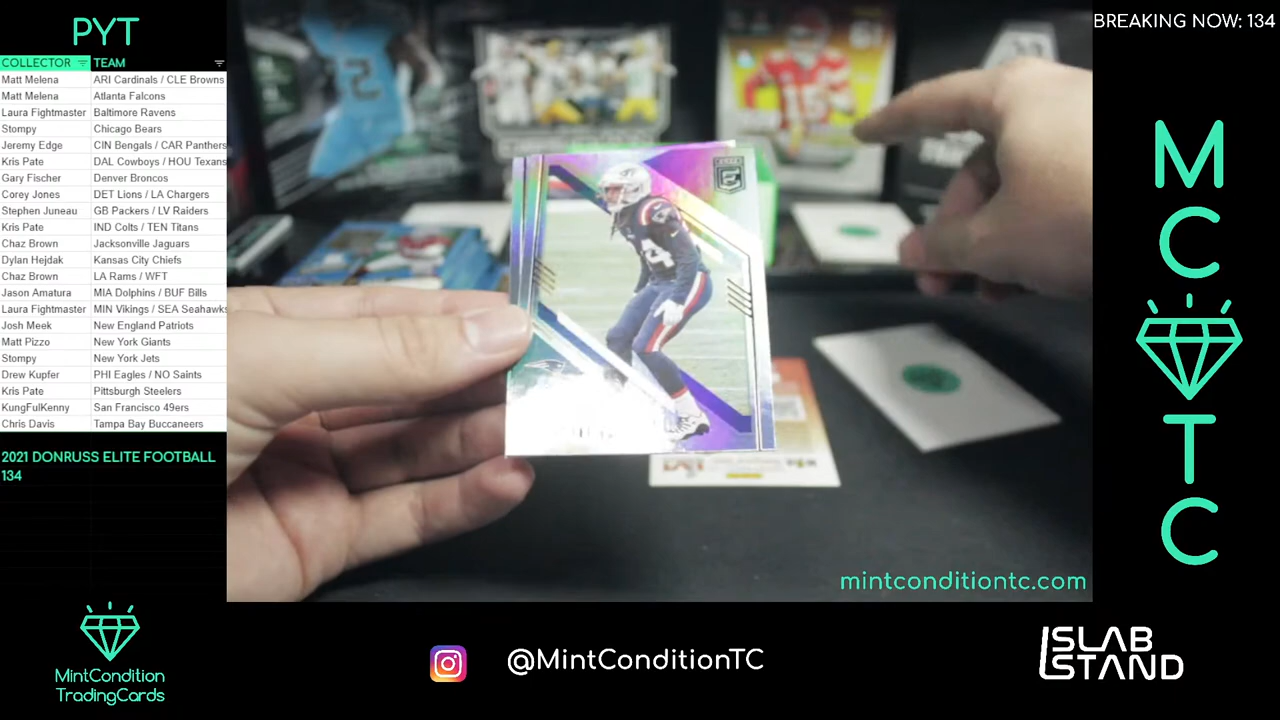 PYT
COLLECTOR TEAM
Matt Melena ARI Cardinals / CLE Browns
Matt Melena Atlanta Falcons
Laura Fightmaster Baltimore Ravens
Stompy Chicago Bears
Jeremy Edge CIN Bengals / CAR Panthers
Kris Pate DAL Cowboys / HOU Texans
Gary Fischer Denver Broncos
Corey Jones DET Lions / LA Chargers
Stephen Juneau GB Packers / LV Raiders
Kris Pate IND Colts / TEN Titans
Chaz Brown Jacksonville Jaguars
Dylan Hejdak Kansas City Chiefs
Chaz Brown LA Rams / WFT
Jason Amatura MIA Dolphins / BUF Bills
Laura Fightmaster MIN Vikings / SEA Seahawks
Josh Meek New England Patriots
Matt Pizzo New York Giants
Stompy New York Jets
Drew Kupfer PHI Eagles / NO Saints
Kris Pate Pittsburgh Steelers
KungFulKenny San Francisco 49ers
Chris Davis Tampa Bay Buccaneers
2021 DONRUSS ELITE FOOTBALL
134
MintCondition
TradingCards
15
E
mintconditiontc.com
@MintConditionTC
BREAKING NOW: 134
M
C
T
C
SLAB
STAND